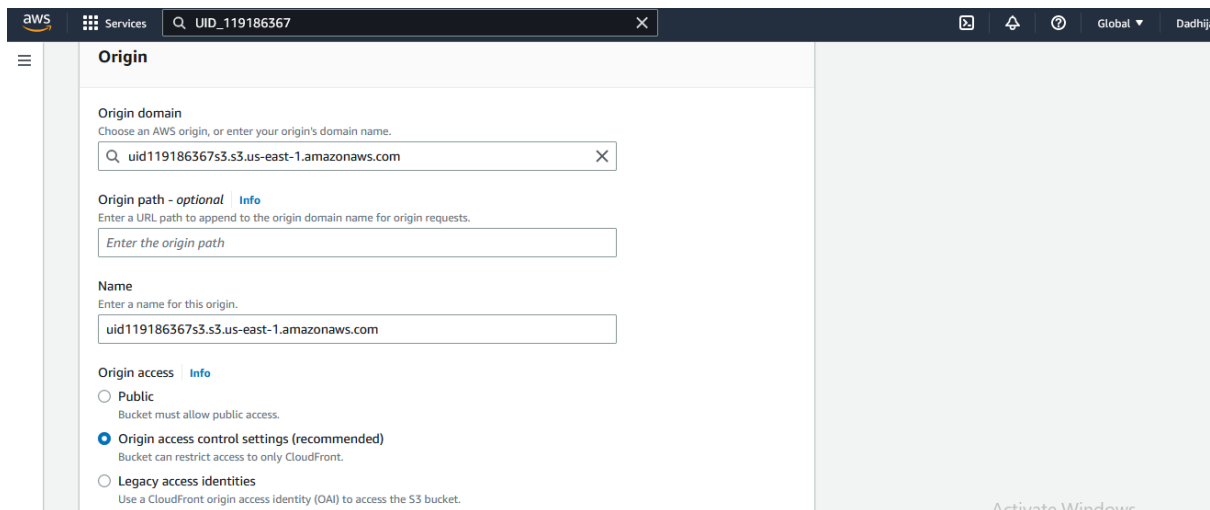 aws Services UID_119186367 Global Dadhij
Origin
Origin domain
Choose an AWS origin, or enter your origin's domain name.
uid119186367s3.s3.us-east-1.amazonaws.com
Origin path - optional Info
Enter a URL path to append to the origin domain name for origin requests.
Enter the origin path
Name
Enter a name for this origin.
uid119186367s3.s3.us-east-1.amazonaws.com
Origin access Info
Public
Bucket must allow public access.
Origin access control settings (recommended)
Bucket can restrict access to only CloudFront.
Legacy access identities
Use a CloudFront origin access identity (OAI) to access the S3 bucket.
Activate Windows